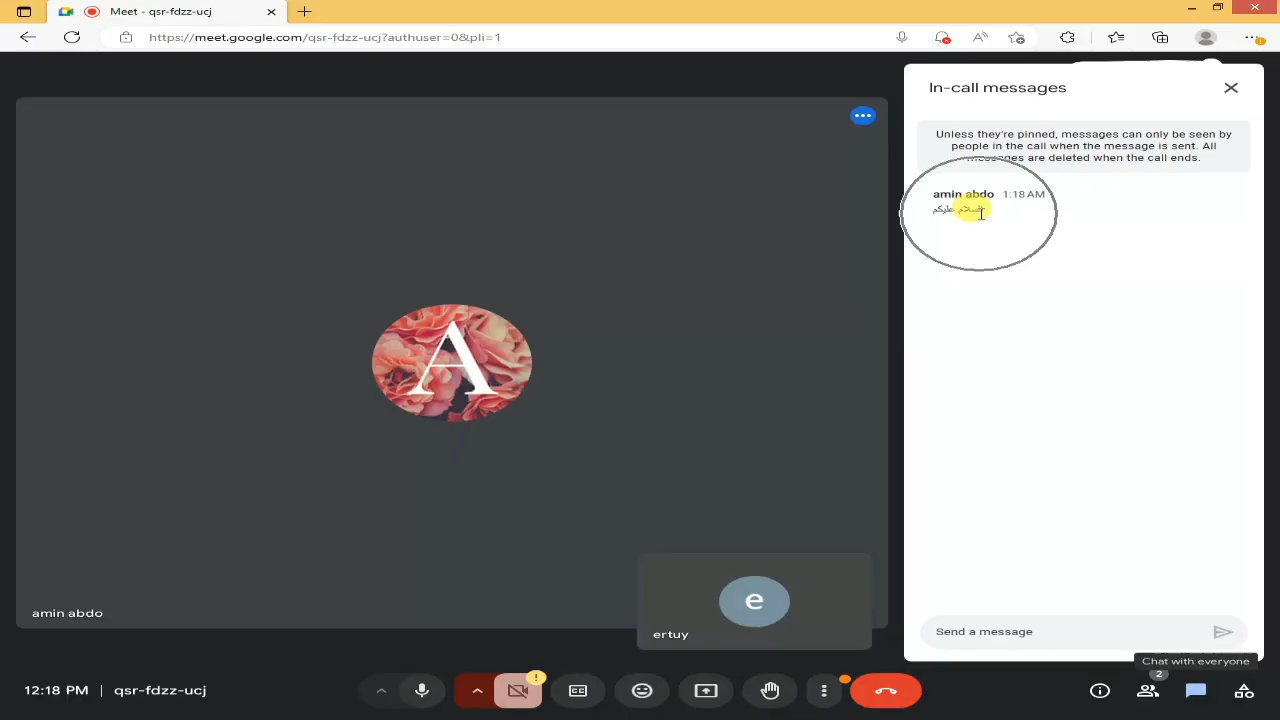 Meet - qsr-fdzz-ucj
https://meet.google.com/qsr-fdzz-ucj?authuser=0&pli=1
In-call messages
Unless they're pinned, messages can only be seen by
people in the call when the message is sent. All
messages are deleted when the call ends.
amin abdo 1:18 AM
السلام عليكم
A
amin abdo
e
ertuy
Send a message
Chat with everyone
12:18 PM | qsr-fdzz-ucj
CC
!
2